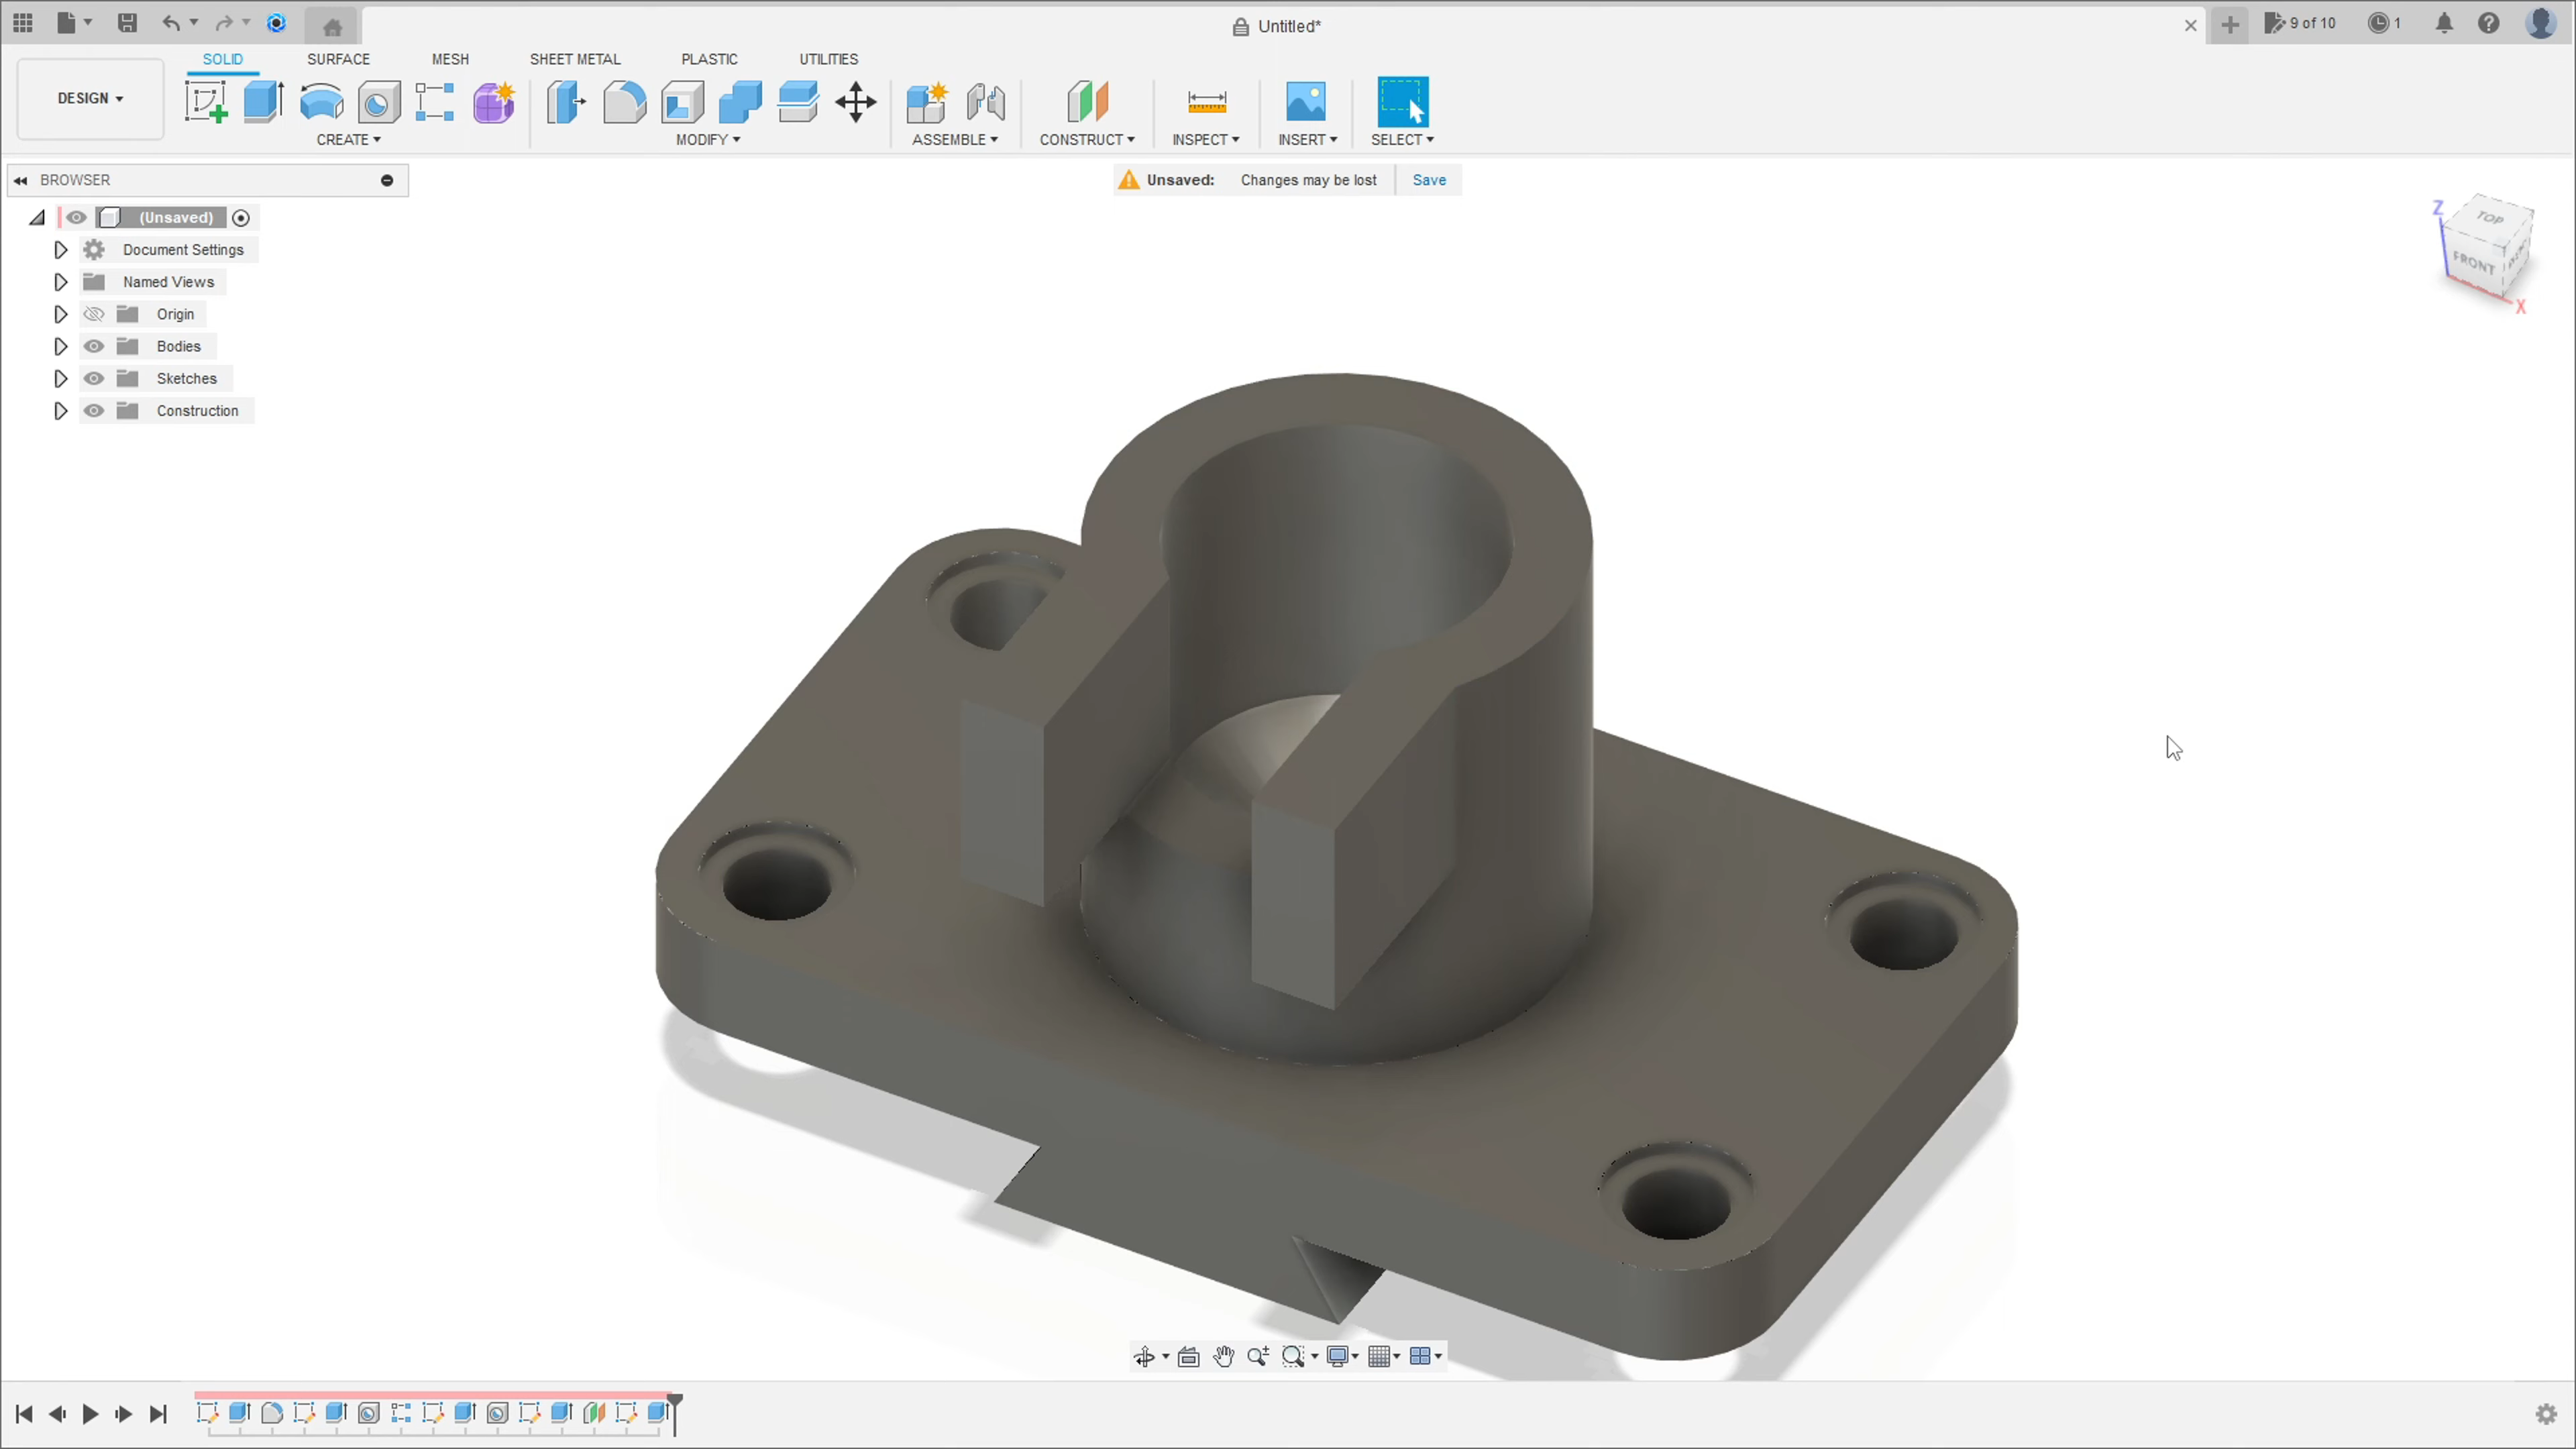 Untitled*
9 of 10
1
SOLID
SURFACE
MESH
SHEET METAL
PLASTIC
UTILITIES
DESIGN
CREATE
MODIFY
ASSEMBLE
CONSTRUCT
INSPECT
INSERT
SELECT
BROWSER
Unsaved: Changes may be lost Save
(Unsaved)
Document Settings
Named Views
Origin
Bodies
Sketches
Construction
Z
TOP
FRONT
X